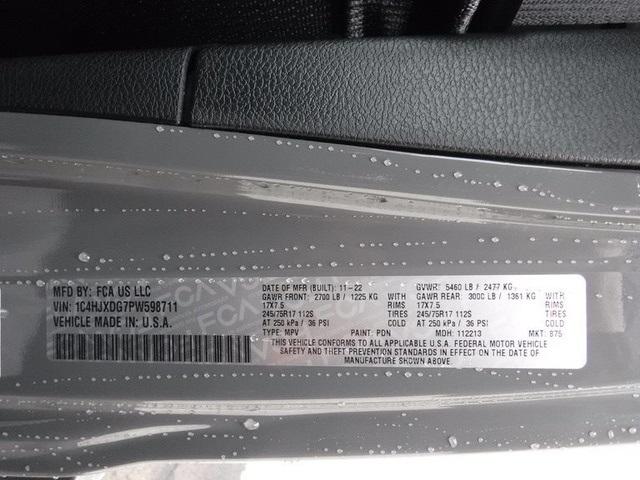 MFD BY: FCA US LLC
VIN: 1C4HJXDG7PW598711
VEHICLE MADE IN: U.S.A.
DATE OF MFR (BUILT): 11-22
GAWR FRONT: 2700 LB / 1225 KG
17X7.5
245/75R17 112S
AT 250 kPa / 36 PSI
TYPE: MPV
WITH
RIMS
TIRES
COLD
PAINT: PDN
GVWR: 5460 LB / 2477 KG
GAWR REAR: 3000 LB / 1361 KG
17X7.5
245/75R17 112S
AT 250 kPa / 36 PSI
MDH: 112213
WITH
RIMS
TIRES
COLD
MKT: B75
THIS VEHICLE CONFORMS TO ALL APPLICABLE U.S.A. FEDERAL MOTOR VEHICLE
SAFETY, BUMPER, AND THEFT PREVENTION STANDARDS IN EFFECT ON THE DATE OF
MANUFACTURE SHOWN ABOVE.